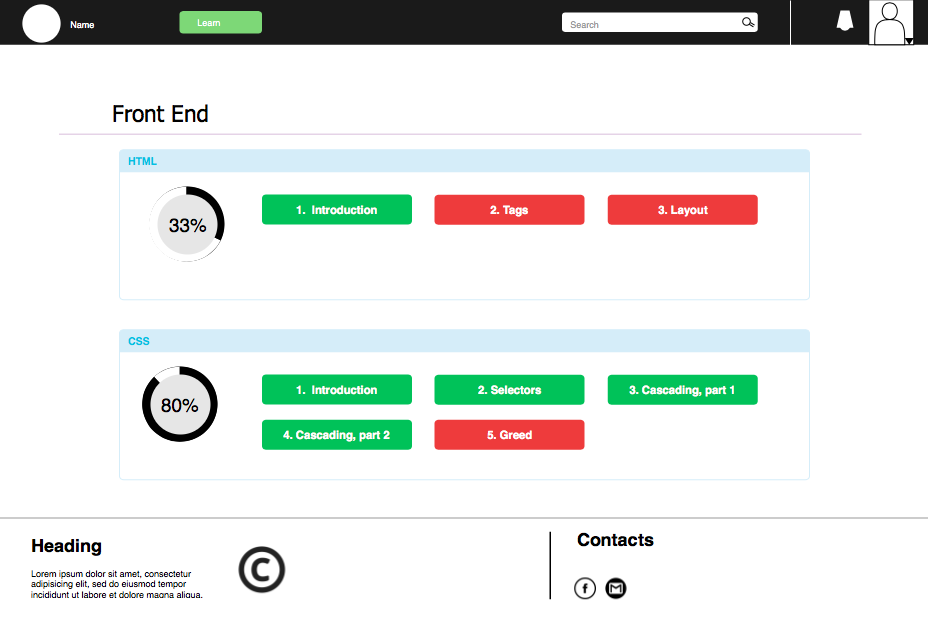 Name
Learn
Search
Front End
HTML
33%
1. Introduction
2. Tags
3. Layout
CSS
80%
1. Introduction
2. Selectors
3. Cascading, part 1
4. Cascading, part 2
5. Greed
Heading
Lorem ipsum dolor sit amet, consectetur
adipisicing elit, sed do eiusmod tempor
incididunt ut labore et dolore magna aliqua.
©
Contacts
f
M